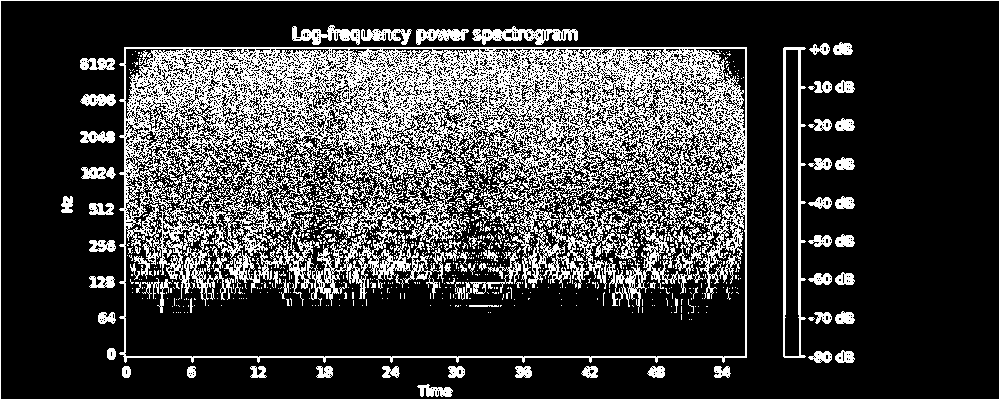 Log-frequency power spectrogram
8192
4096
2048
1024
512
256
128
64
0
Hz
0 6 12 18 24 30 36 42 48 54
Time
+0 dB
-10 dB
-20 dB
-30 dB
-40 dB
-50 dB
-60 dB
-70 dB
-80 dB